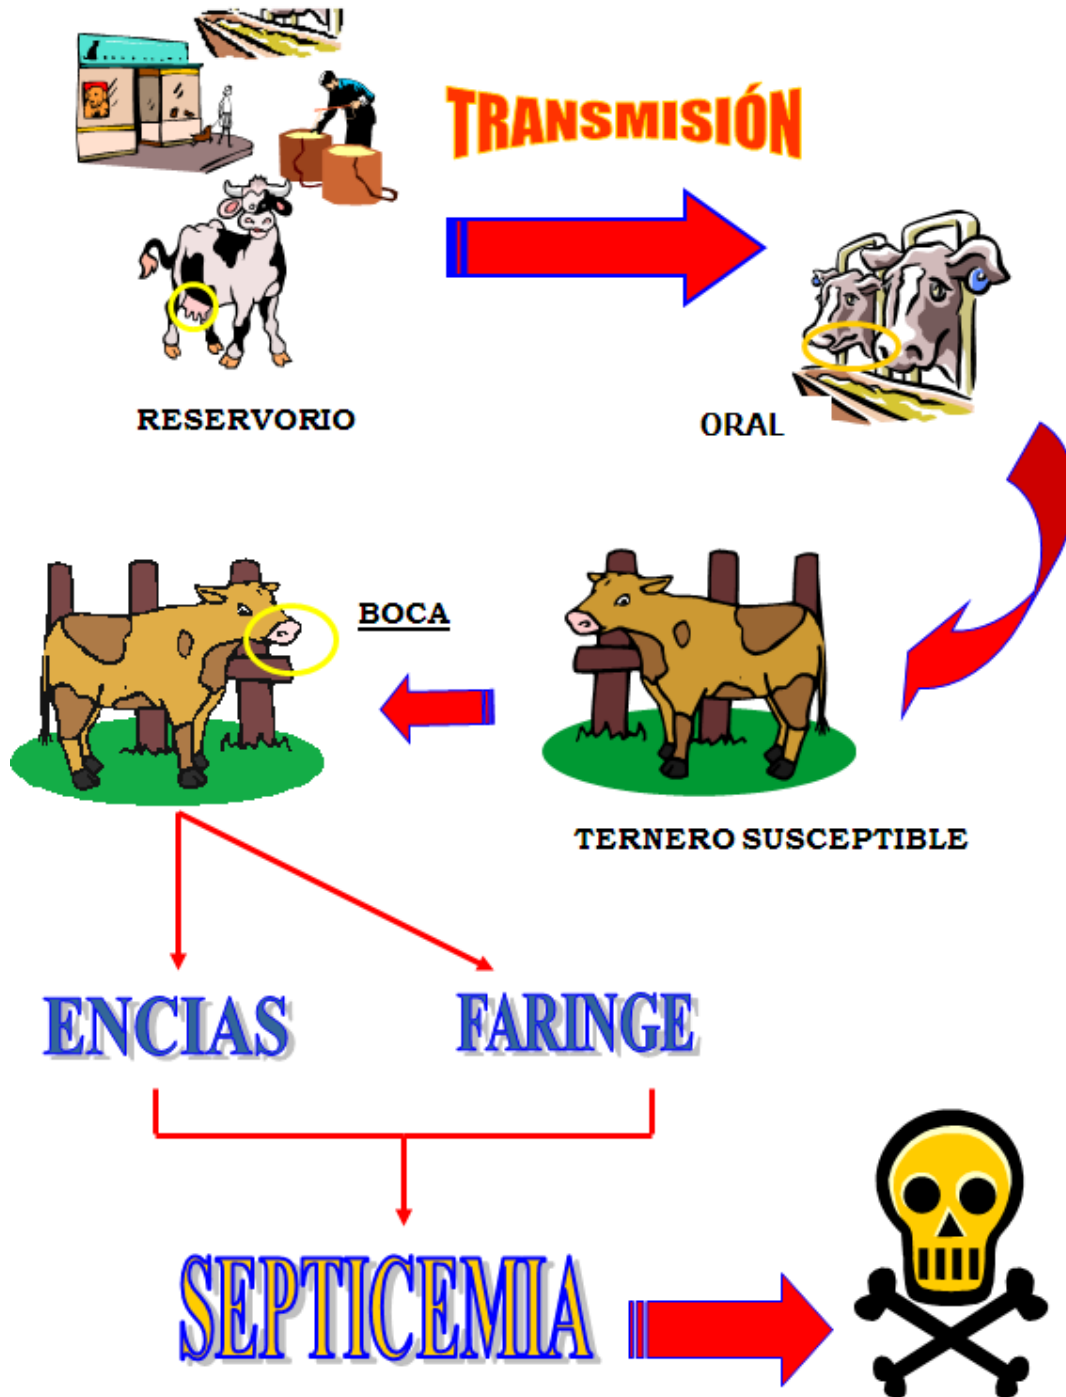 TRANSMISIÓN
RESERVORIO
ORAL
BOCA
TERNERO SUSCEPTIBLE
ENCIAS
FARINGE
SEPTICEMIA